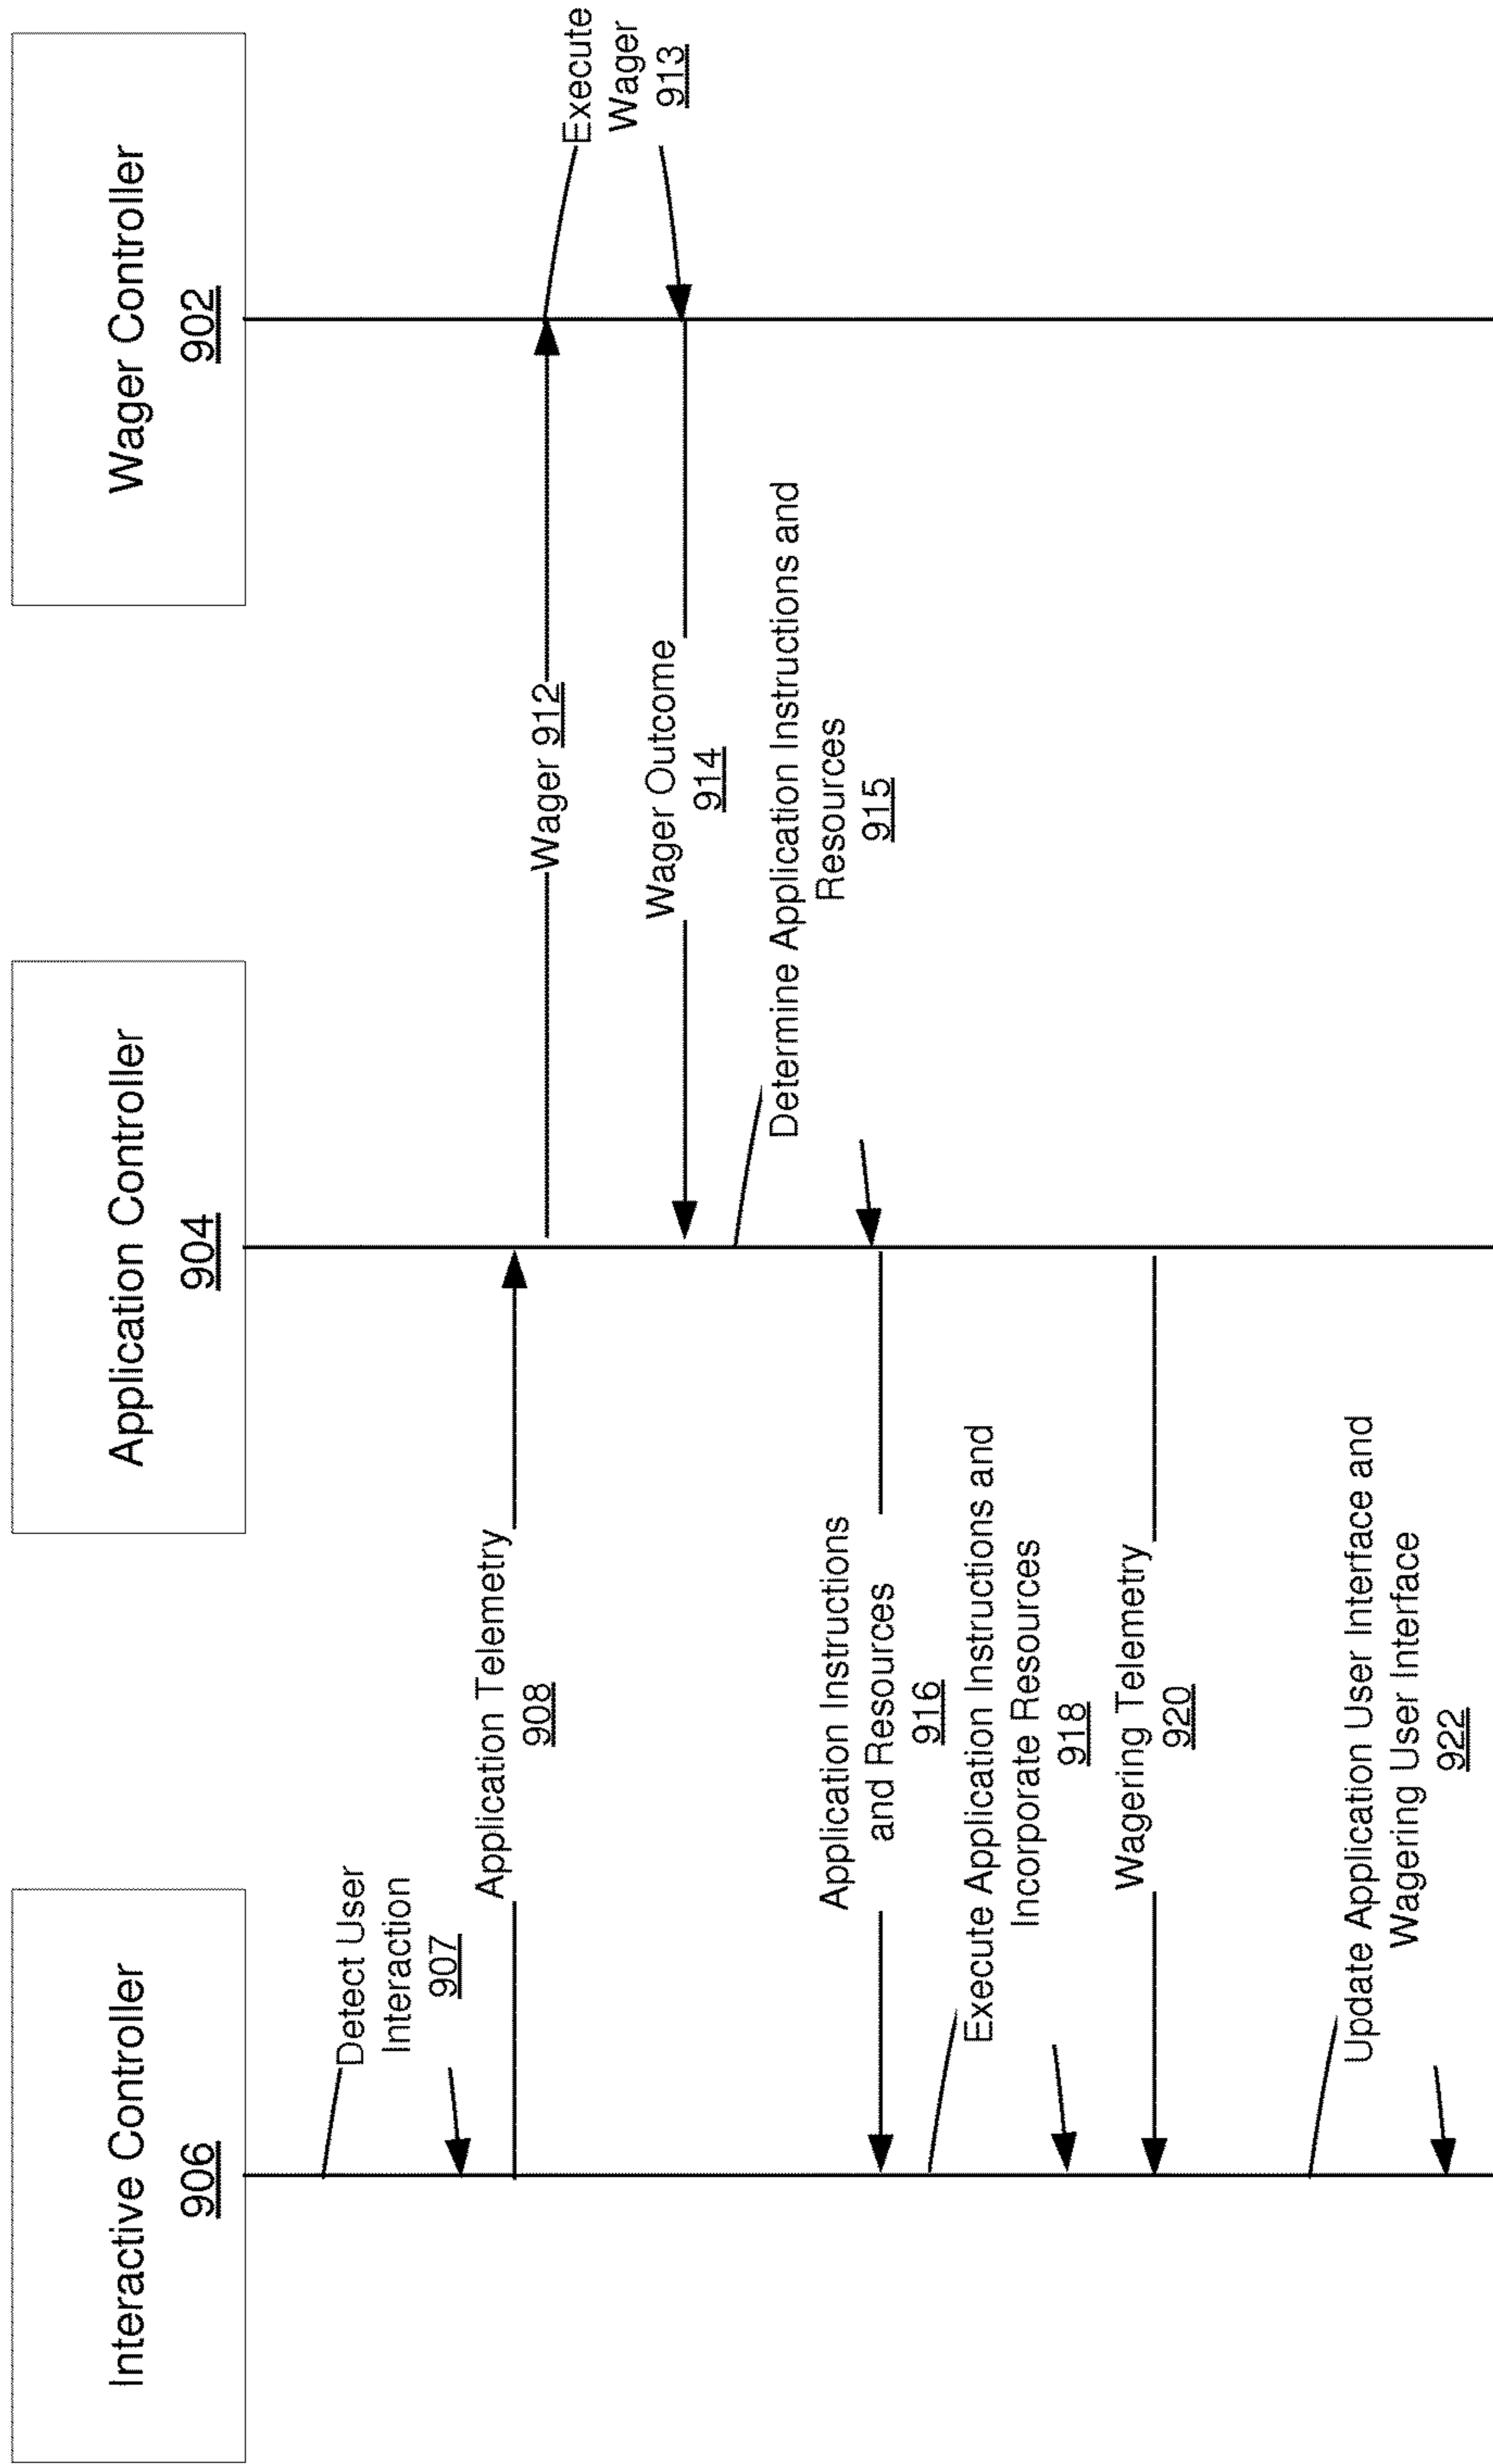 Interactive Controller
906
Application Controller
904
Wager Controller
902
Detect User
Interaction
907
Application Telemetry
908
Wager 912
Execute
Wager
913
Wager Outcome
914
Determine Application Instructions and
Resources
915
Application Instructions
and Resources
916
Execute Application Instructions and
Incorporate Resources
918
Wagering Telemetry
920
Update Application User Interface and
Wagering User Interface
922